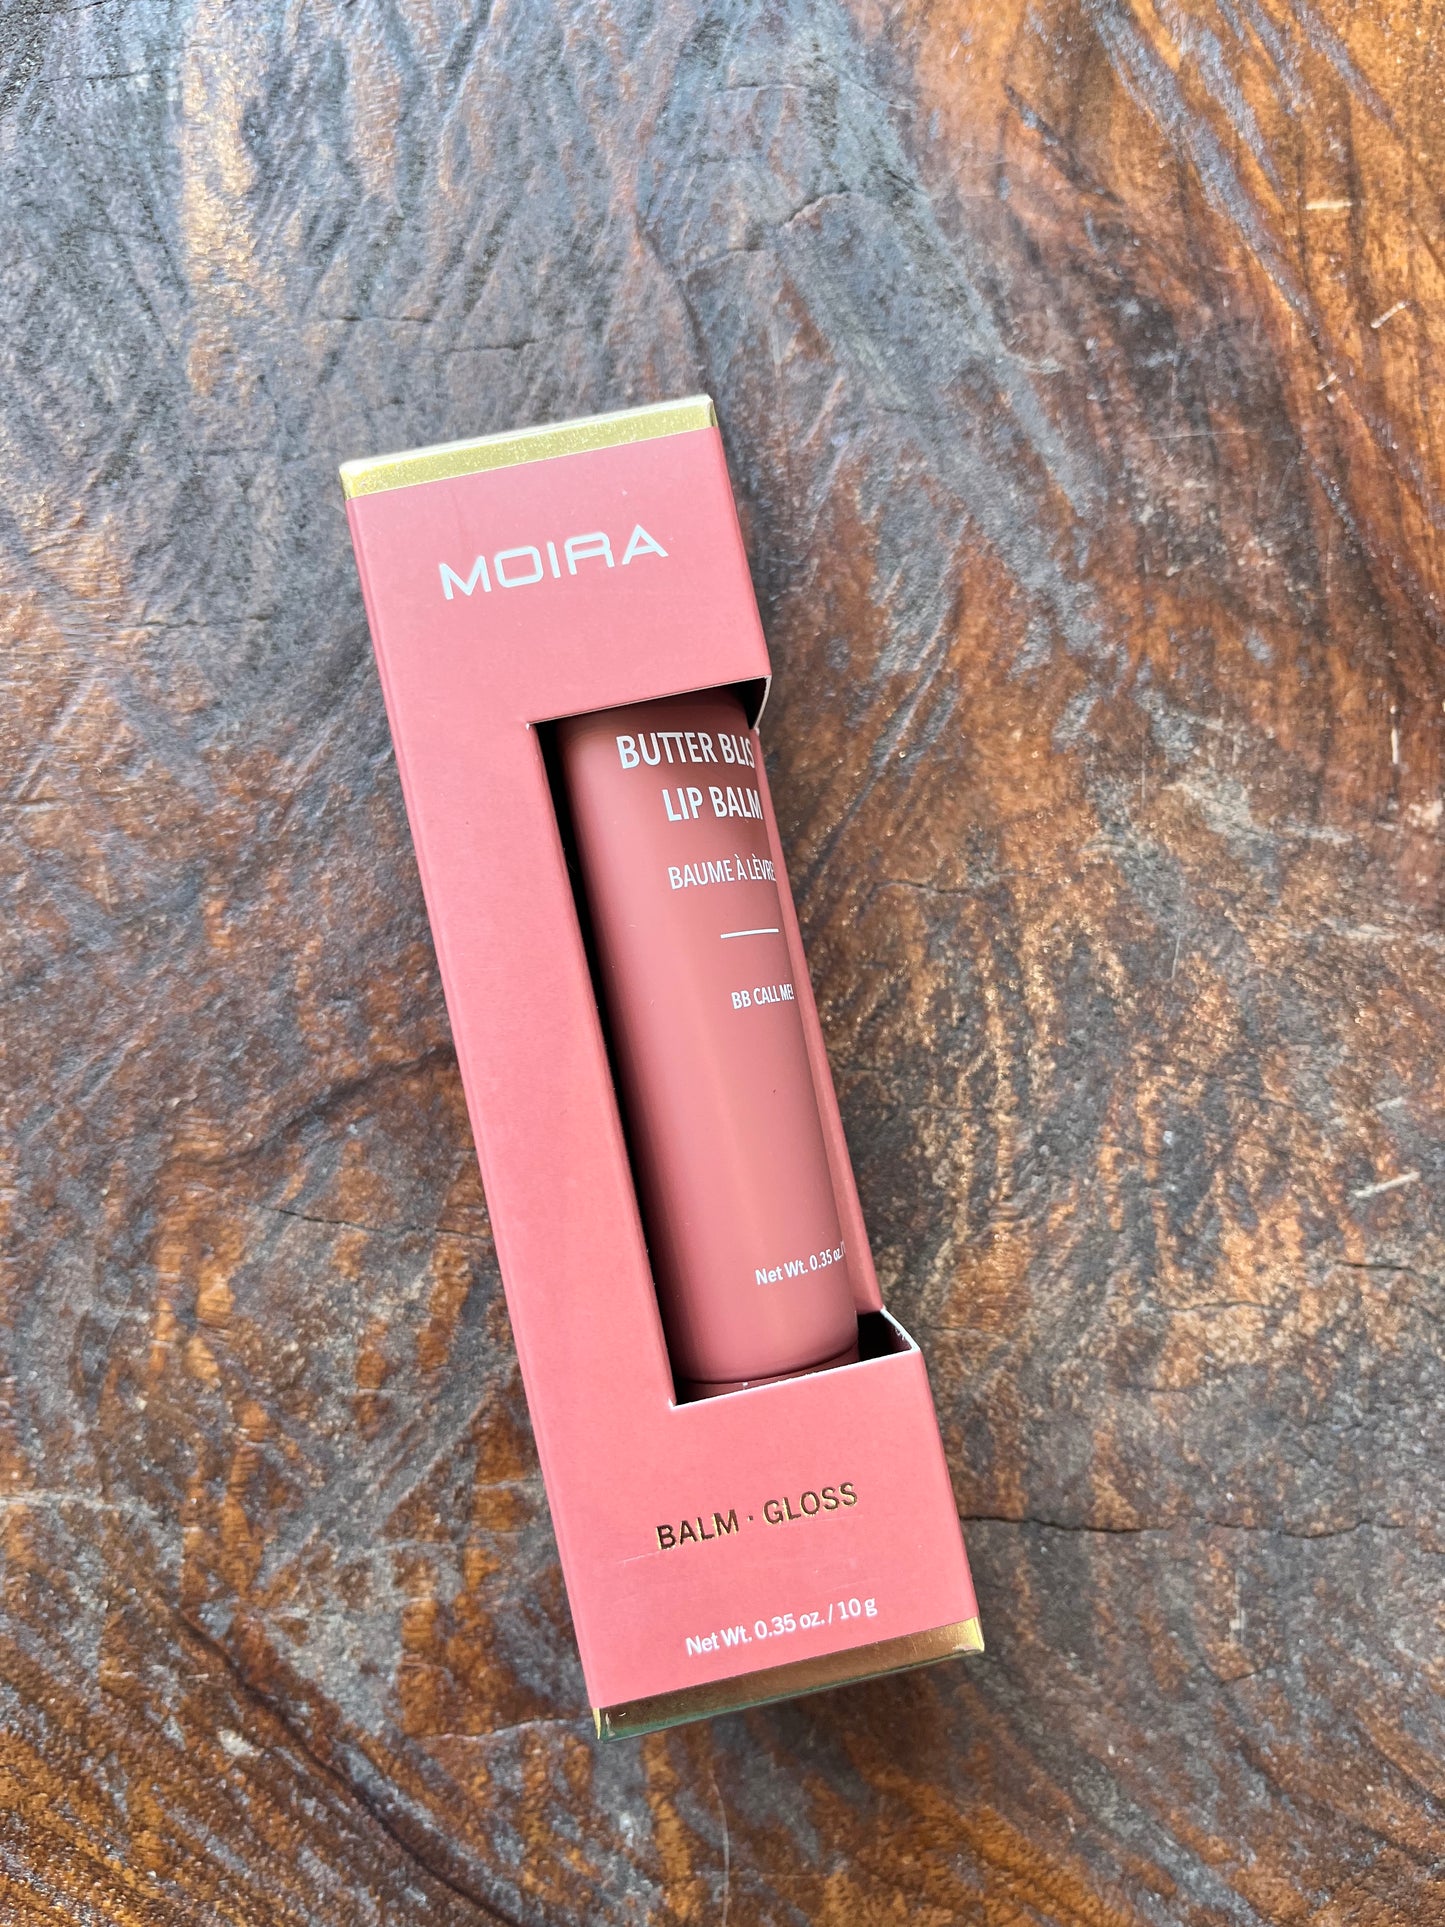 MOIRA
BUTTER BLIS
LIP BALM
BAUME À LÈVRE
BB CALL ME!
Net Wt. 0.35 oz./
BALM · GLOSS
Net Wt. 0.35 oz. / 10 g